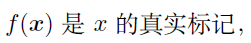 f(x) 是 x 的真实标记,